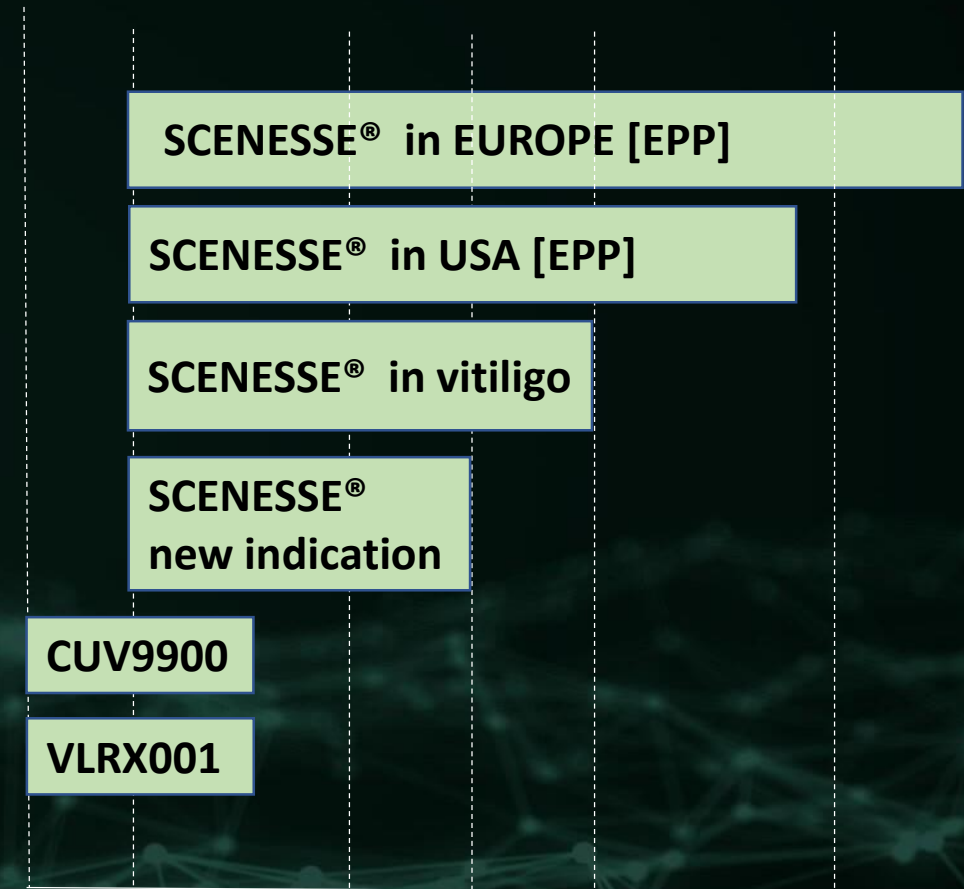 SCENESSE® in EUROPE [EPP]
SCENESSE® in USA [EPP]
SCENESSE® in vitiligo
SCENESSE®
new indication
CUV9900
VLRX001